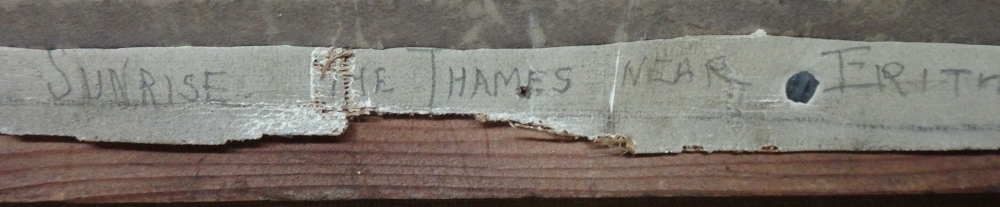 SUNRISE. THE THAMES NEAR ERITH